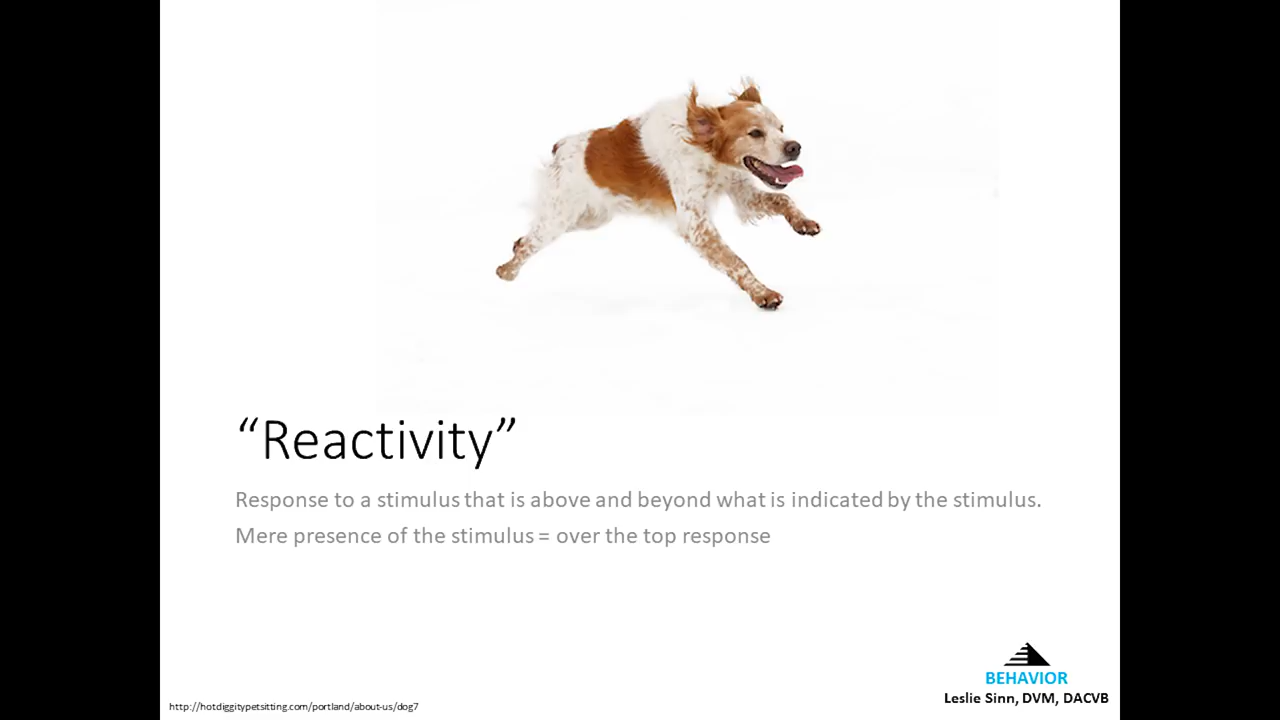 “Reactivity”
Response to a stimulus that is above and beyond what is indicated by the stimulus.
Mere presence of the stimulus = over the top response
BEHAVIOR
Leslie Sinn, DVM, DACVB
http://hotdiggitypetsitting.com/portland/about-us/dog7